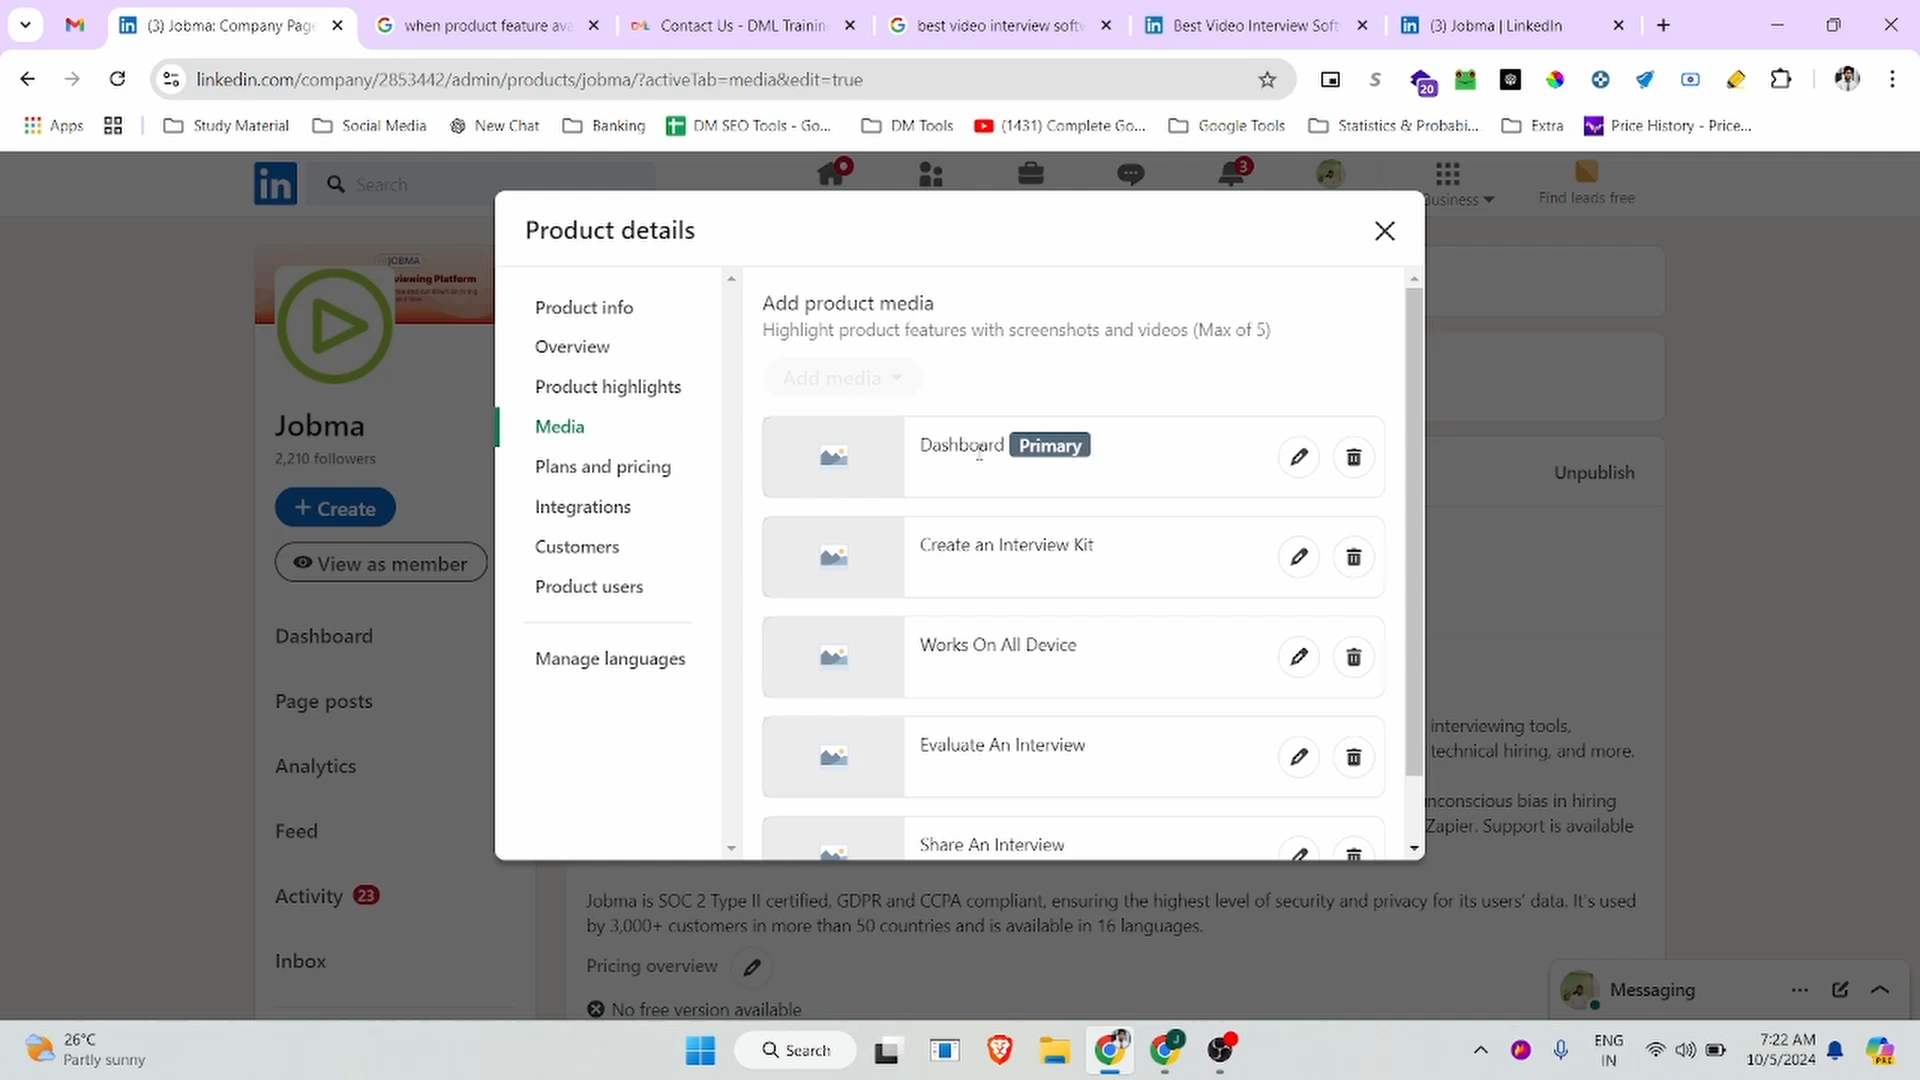 (3) Jobma: Company Page
when product feature ava
Contact Us - DML Trainin
best video interview softw
Best Video Interview Soft
(3) Jobma | LinkedIn
linkedin.com/company/2853442/admin/products/jobma/?activeTab=media&edit=true
20
Apps
Study Material
Social Media
New Chat
Banking
DM SEO Tools - Go...
DM Tools
(1431) Complete Go...
Google Tools
Statistics & Probabi...
Extra
Price History - Price...
in
Search
3
Business
Find leads free
JOBMA
viewing Platform
Jobma
2,210 followers
+ Create
View as member
Dashboard
Page posts
Analytics
Feed
Activity 23
Inbox
Product details
Product info
Overview
Product highlights
Media
Plans and pricing
Integrations
Customers
Product users
Manage languages
Add product media
Highlight product features with screenshots and videos (Max of 5)
Add media
Dashboard Primary
Create an Interview Kit
Works On All Device
Evaluate An Interview
Share An Interview
Unpublish
interviewing tools,
technical hiring, and more.
nconscious bias in hiring
Zapier. Support is available
Jobma is SOC 2 Type II certified, GDPR and CCPA compliant, ensuring the highest level of security and privacy for its users' data. It's used
by 3,000+ customers in more than 50 countries and is available in 16 languages.
Pricing overview
No free version available
Messaging
26°C
Partly sunny
Search
ENG
IN
7:22 AM
10/5/2024